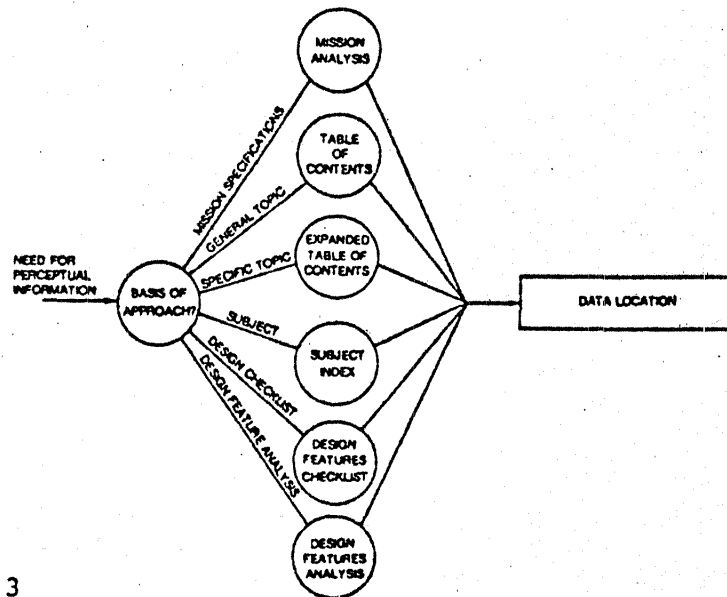 MISSION
ANALYSIS
MISSION SPECIFICATIONS
TABLE
OF
CONTENTS
GENERAL TOPIC
EXPANDED
TABLE OF
CONTENTS
SPECIFIC TOPIC
NEED FOR
PERCEPTUAL
INFORMATION
BASIS OF
APPROACH?
DATA LOCATION
SUBJECT
SUBJECT
INDEX
DESIGN CHECKLIST
DESIGN
FEATURES
CHECKLIST
DESIGN FEATURE ANALYSIS
DESIGN
FEATURES
ANALYSIS
3